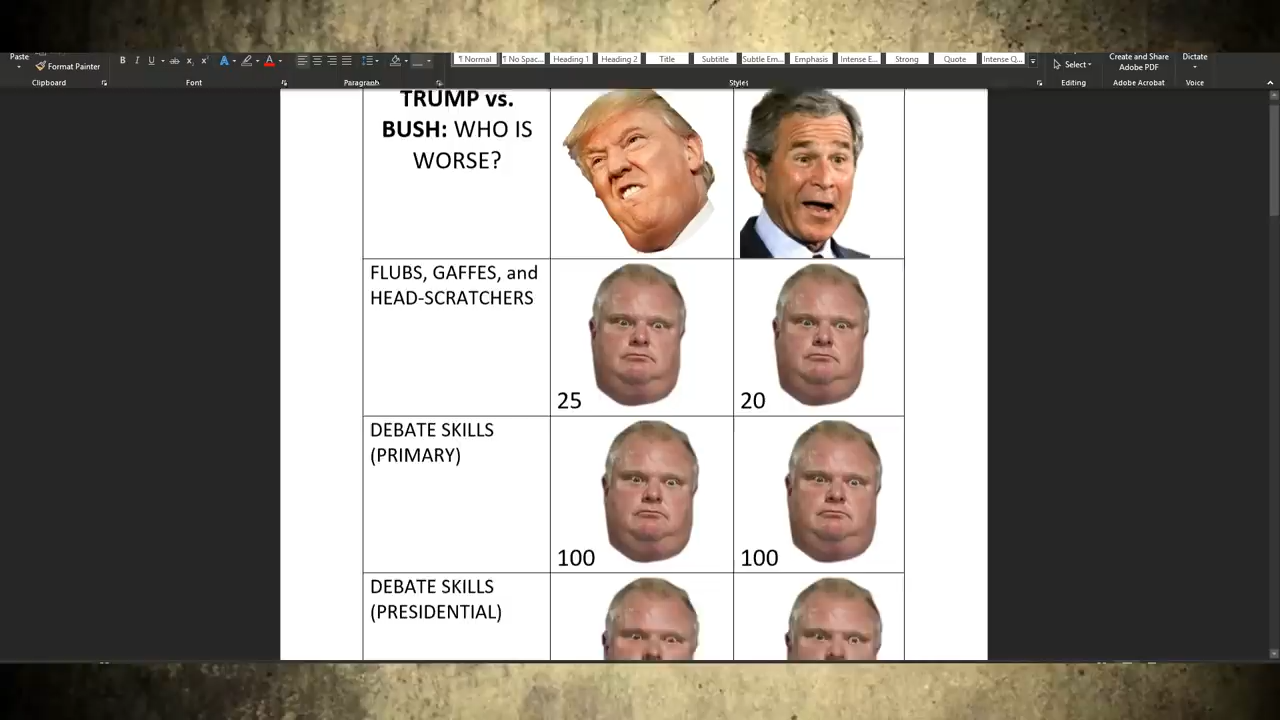 Paste
Format Painter
B I U ab x x A A
Normal
No Spac...
Heading 1
Heading 2
Title
Subtitle
Subtle Em...
Emphasis
Intense E...
Strong
Quote
Intense Q...
Select
Create and Share
Adobe PDF
Dictate
Clipboard
Font
Paragraph
Styles
Editing
Adobe Acrobat
Voice
TRUMP vs.
BUSH: WHO IS
WORSE?
FLUBS, GAFFES, and
HEAD-SCRATCHERS
25
20
DEBATE SKILLS
(PRIMARY)
100
100
DEBATE SKILLS
(PRESIDENTIAL)